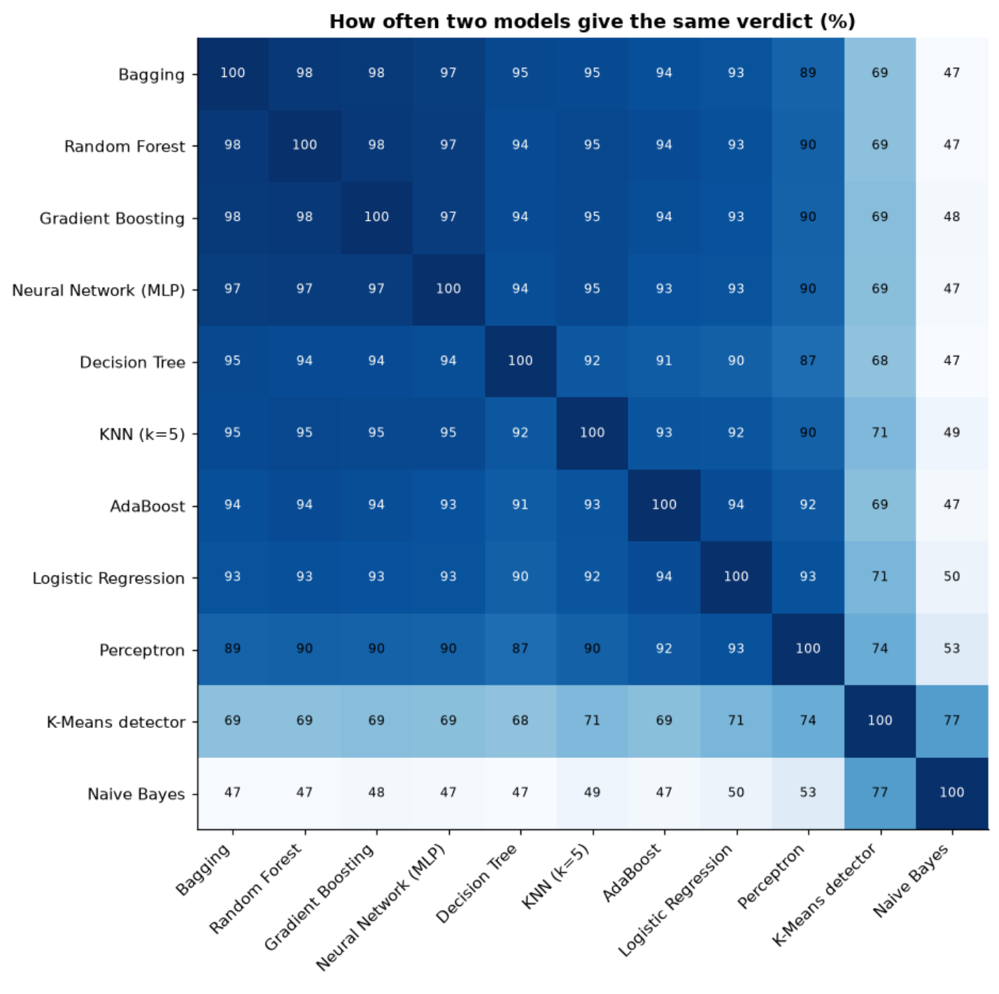 How often two models give the same verdict (%)
Bagging 100 98 98 97 95 95 94 93 89 69 47
Random Forest 98 100 98 97 94 95 94 93 90 69 47
Gradient Boosting 98 98 100 97 94 95 94 93 90 69 48
Neural Network (MLP) 97 97 97 100 94 95 93 93 90 69 47
Decision Tree 95 94 94 94 100 92 91 90 87 68 47
KNN (k=5) 95 95 95 95 92 100 93 92 90 71 49
AdaBoost 94 94 94 93 91 93 100 94 92 69 47
Logistic Regression 93 93 93 93 90 92 94 100 93 71 50
Perceptron 89 90 90 90 87 90 92 93 100 74 53
K-Means detector 69 69 69 69 68 71 69 71 74 100 77
Naive Bayes 47 47 48 47 47 49 47 50 53 77 100
Bagging
Random Forest
Gradient Boosting
Neural Network (MLP)
Decision Tree
KNN (k=5)
AdaBoost
Logistic Regression
Perceptron
K-Means detector
Naive Bayes